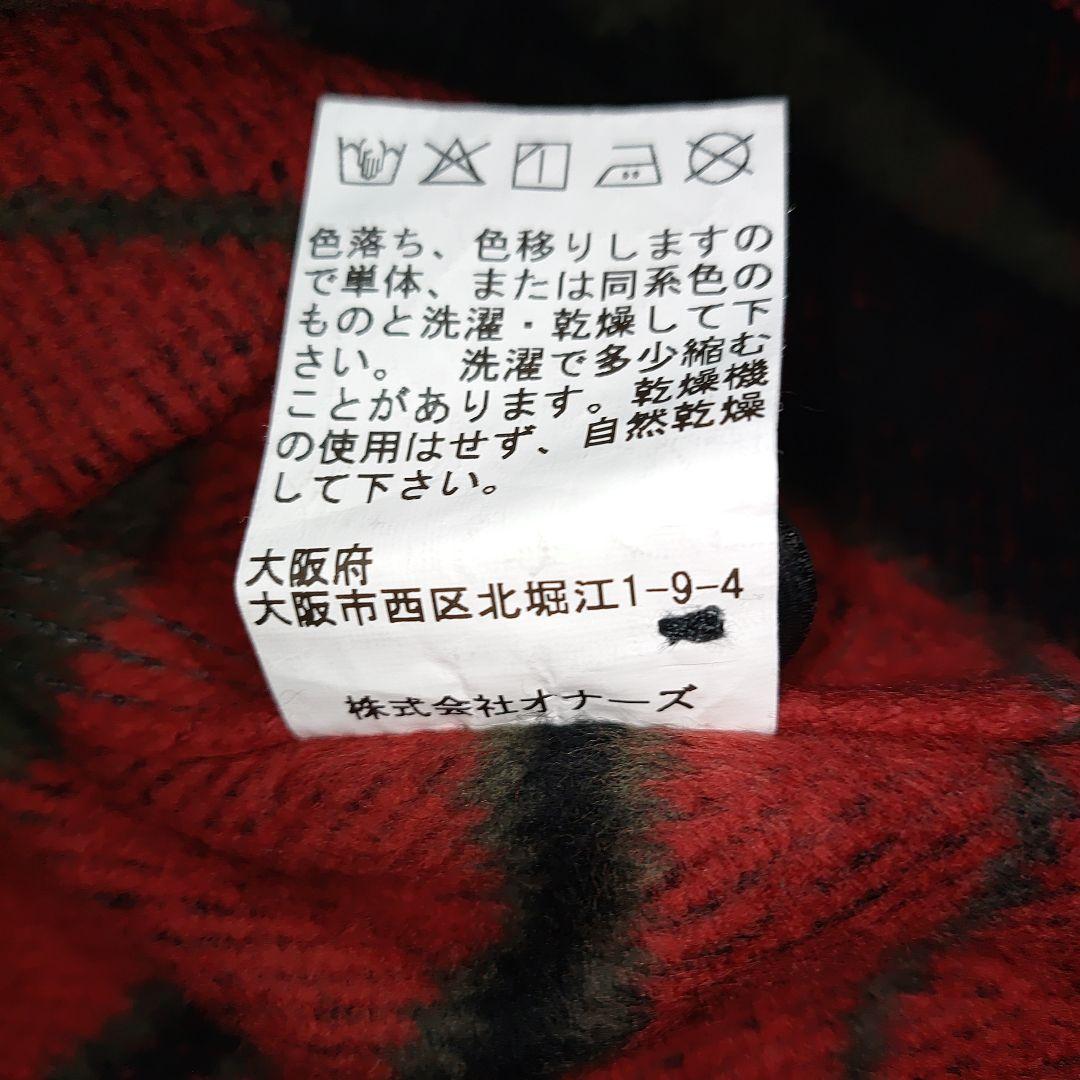 色落ち、色移りしますの
で単体、または同系色の
ものと洗濯・乾燥して下
さい。　洗濯で多少縮む
ことがあります。乾燥機
の使用はせず、自然乾燥
して下さい。
大阪府
大阪市西区北堀江1-9-4
株式会社オナーズ